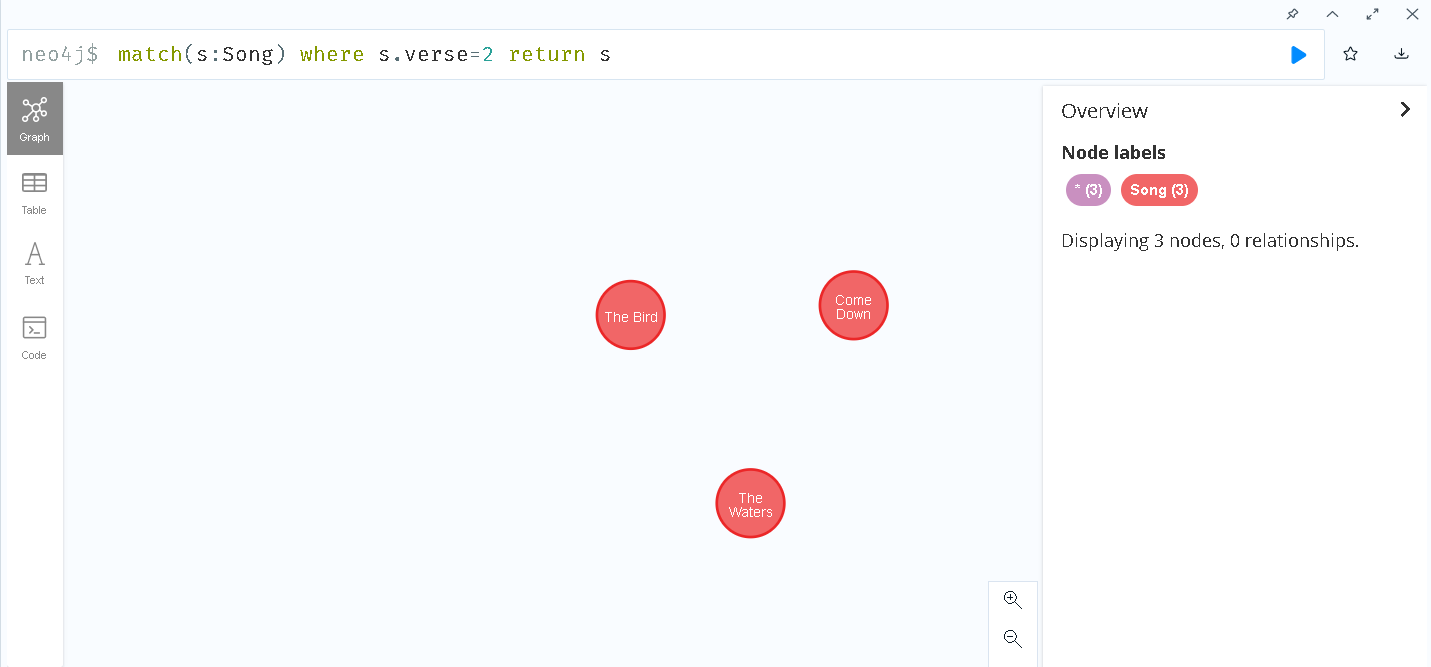 neo4j$ match(s:Song) where s.verse=2 return s
Graph
Table
Text
Code
The Bird
Come
Down
The
Waters
Overview
Node labels
* (3) Song (3)
Displaying 3 nodes, 0 relationships.